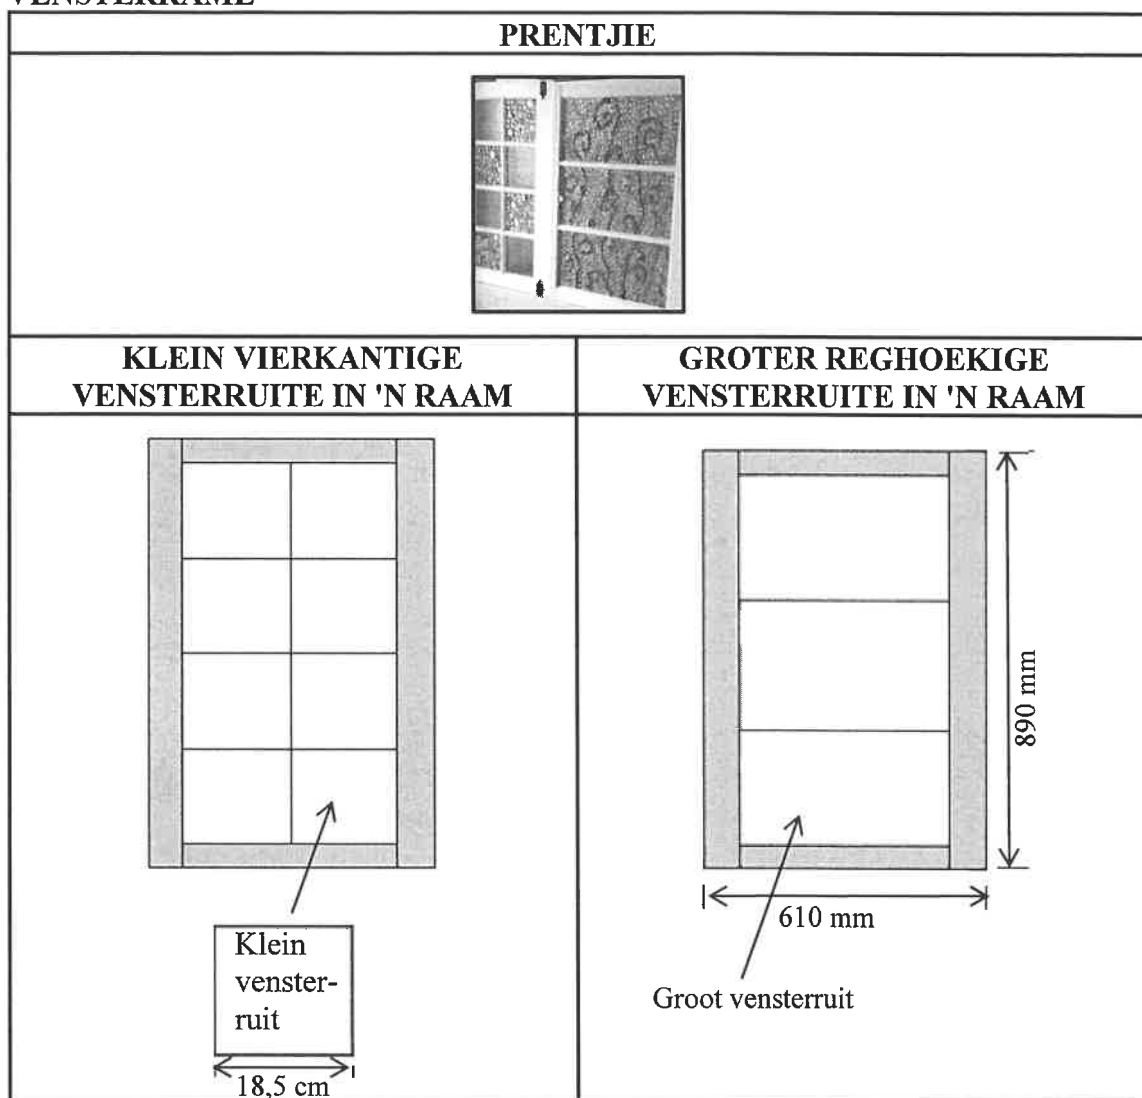 VENSTERRAME
PRENTJIE
KLEIN VIERKANTIGE
VENSTERRUITE IN 'N RAAM
GROTER REGHOEKIGE
VENSTERRUITE IN 'N RAAM
Klein
venster-
ruit
18,5 cm
890 mm
610 mm
Groot vensterruit